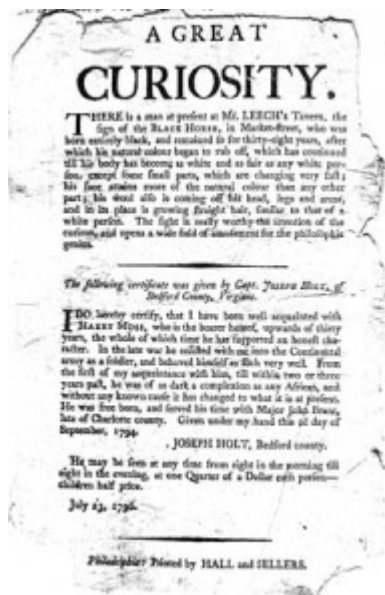 A GREAT
CURIOSITY.
THERE is a man at present at Mr. LEECH's Tavern, the
sign of the BLACK HORSE, in Market-street, who was
born entirely black, and remained so for thirty-eight years, after
which his natural colour began to rub off, which has continued
till his body has become as white and as fair as any white per-
son, except some small parts, which are changing very fast;
his face attains more of the natural colour than any other
part; his wool also is coming off his head, legs and arms,
and in its place is growing straight hair, similar to that of a
white person. The sight is really worthy the attention of the
curious, and opens a wide field of amusement for the philosophic
genius.
The following certificate was given by Capt. JOSEPH HOLT, of
Bedford County, Virginia.
I DO hereby certify, that I have been well acquainted with
HARRY MOSS, who is the bearer hereof, upwards of thirty
years, the whole of which time he has supported an honest cha-
racter. In the late war he enlisted with me into the Continental
army as a soldier, and behaved himself as such very well. From
the first of my acquaintance with him, till within two or three
years past, he was of as dark a complexion as any African, and
without any known cause it has changed to what it is at present.
He was free born, and served his time with Major John Brent,
late of Charlotte county. Given under my hand this 2d day of
September, 1794.
JOSEPH HOLT, Bedford county.
He may be seen at any time from eight in the morning till
eight in the evening, at one Quarter of a Dollar each person—
children half price.
July 23, 1796.
Philadelphia: Printed by HALL and SELLERS.